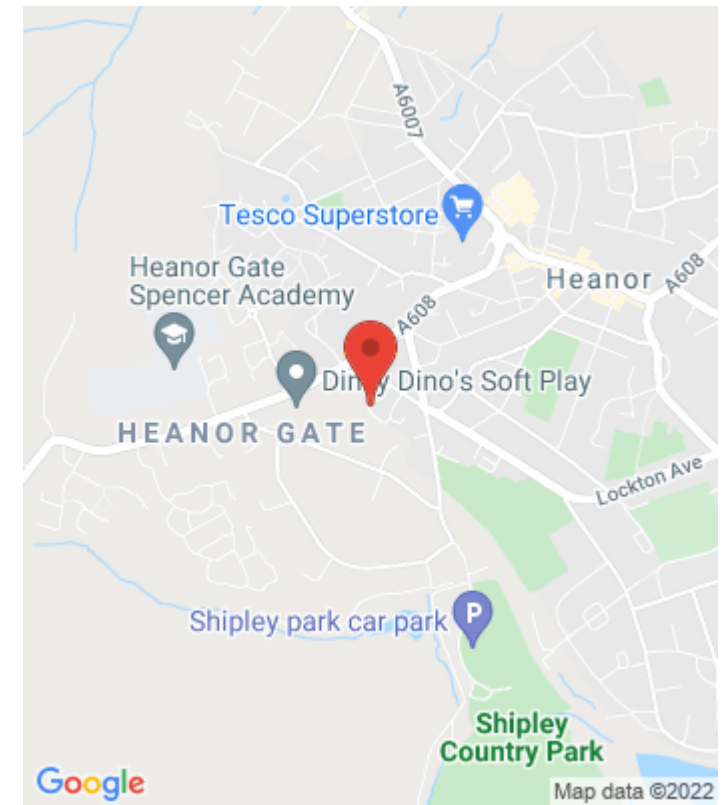 A6007
Tesco Superstore
Heanor Gate
Spencer Academy
Heanor
A608
A608
Dino's Soft Play
HEANOR GATE
Lockton Ave
Shipley park car park
P
Shipley
Country Park
Google
Map data ©2022